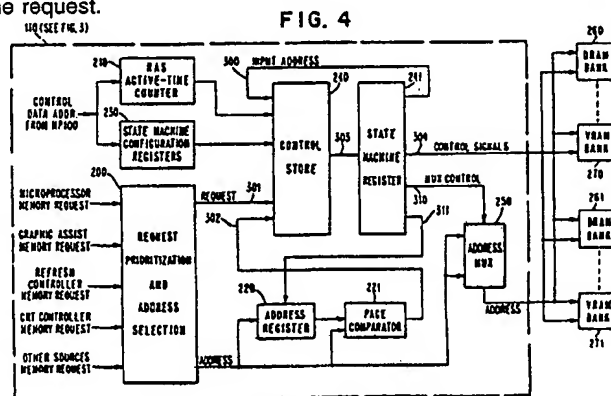 he request.
FIG. 4
110 (SEE FIG. 3)
210
RAS
ACTIVE-TIME
COUNTER
CONTROL
DATA ADDR.
FROM MP100
230
STATE MACHINE
CONFIGURATION
REGISTERS
300
INPUT ADDRESS
240
CONTROL
STORE
303
241
STATE
MACHINE
REGISTER
304
CONTROL SIGNALS
MUX CONTROL
310
311
250
ADDRESS
MUX
200
MICROPROCESSOR
MEMORY REQUEST
GRAPHIC ASSIST
MEMORY REQUEST
REFRESH
CONTROLLER
MEMORY REQUEST
CRT CONTROLLER
MEMORY REQUEST
OTHER SOURCES
MEMORY REQUEST
REQUEST
PRIORITIZATION
AND
ADDRESS
SELECTION
REQUEST
301
302
220
ADDRESS
REGISTER
221
PAGE
COMPARATOR
ADDRESS
ADDRESS
260
DRAM
BANK
VRAM
BANK
270
261
DRAM
BANK
VRAM
BANK
271